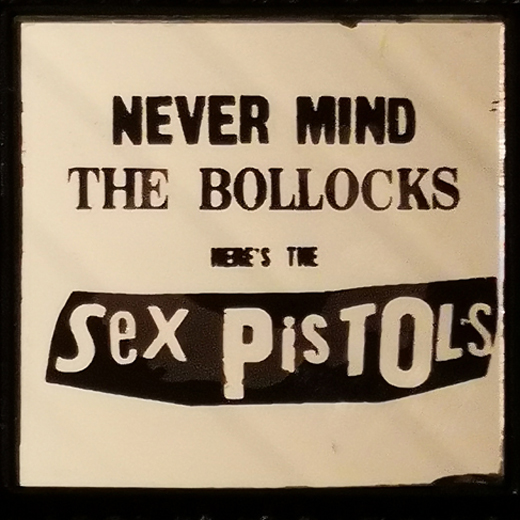 NEVER MIND
THE BOLLOCKS
HERE'S THE
Sex PisTOLS